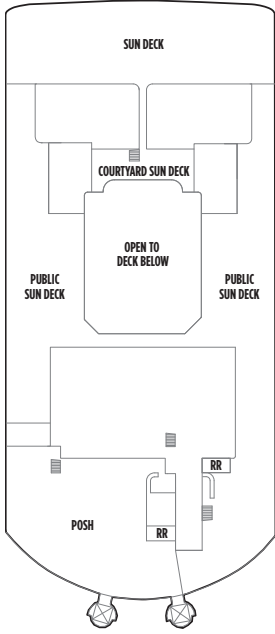 SUN DECK
COURTYARD SUN DECK
OPEN TO
DECK BELOW
PUBLIC
SUN DECK
PUBLIC
SUN DECK
RR
POSH
RR